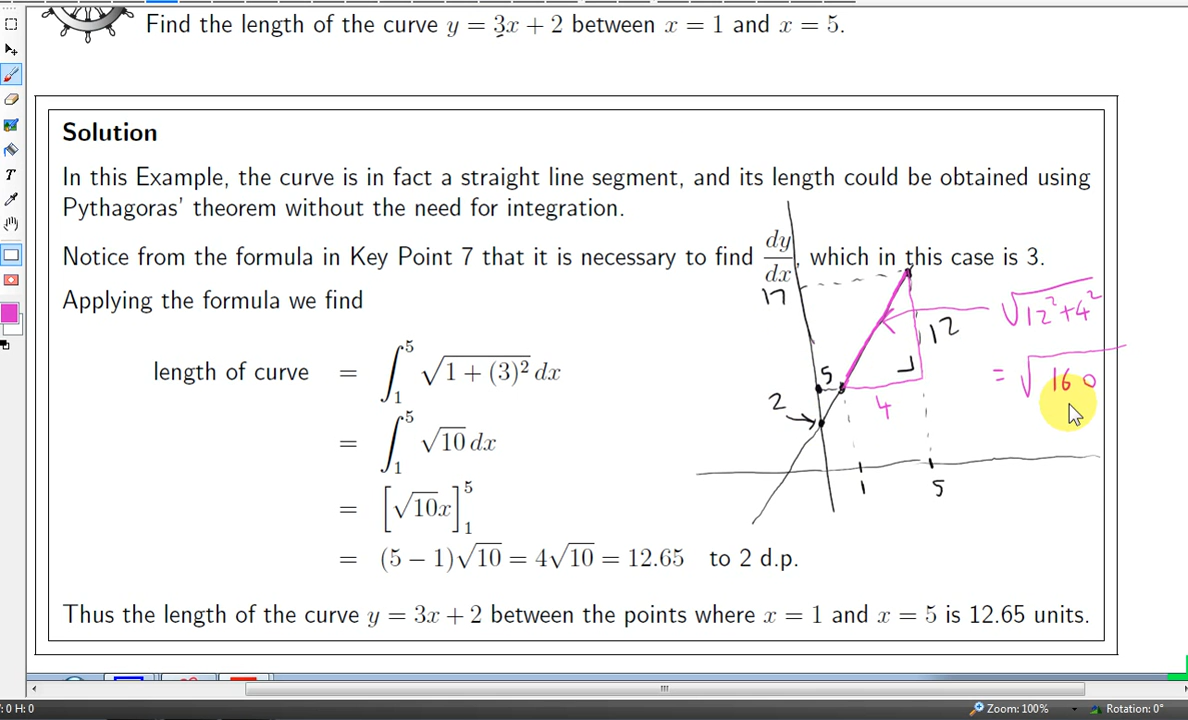 Find the length of the curve y = 3x + 2 between x = 1 and x = 5.
Solution
In this Example, the curve is in fact a straight line segment, and its length could be obtained using
Pythagoras' theorem without the need for integration.
Notice from the formula in Key Point 7 that it is necessary to find dy/dx, which in this case is 3.
Applying the formula we find
length of curve = ∫₁⁵ √(1 + (3)²) dx
= ∫₁⁵ √10 dx
= [√10x]₁⁵
= (5 − 1)√10 = 4√10 = 12.65 to 2 d.p.
Thus the length of the curve y = 3x + 2 between the points where x = 1 and x = 5 is 12.65 units.
17
√12²+4²
12
5
= √160
4
2
1
5
T
:0 H:0
Zoom: 100%
Rotation: 0°